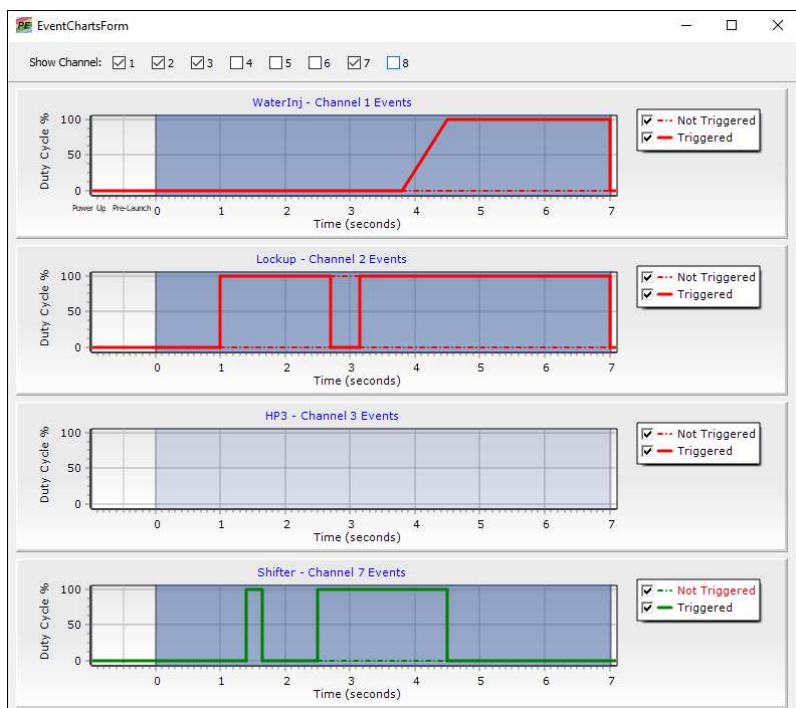 PE EventChartsForm
Show Channel: 1 2 3 4 5 6 7 8
WaterInj - Channel 1 Events
Duty Cycle %
100
50
0
Power Up Pre-Launch
0 1 2 3 4 5 6 7
Time (seconds)
Not Triggered
Triggered
Lockup - Channel 2 Events
Duty Cycle %
100
50
0
0 1 2 3 4 5 6 7
Time (seconds)
Not Triggered
Triggered
HP3 - Channel 3 Events
Duty Cycle %
100
50
0
0 1 2 3 4 5 6 7
Time (seconds)
Not Triggered
Triggered
Shifter - Channel 7 Events
Duty Cycle %
100
50
0
0 1 2 3 4 5 6 7
Time (seconds)
Not Triggered
Triggered